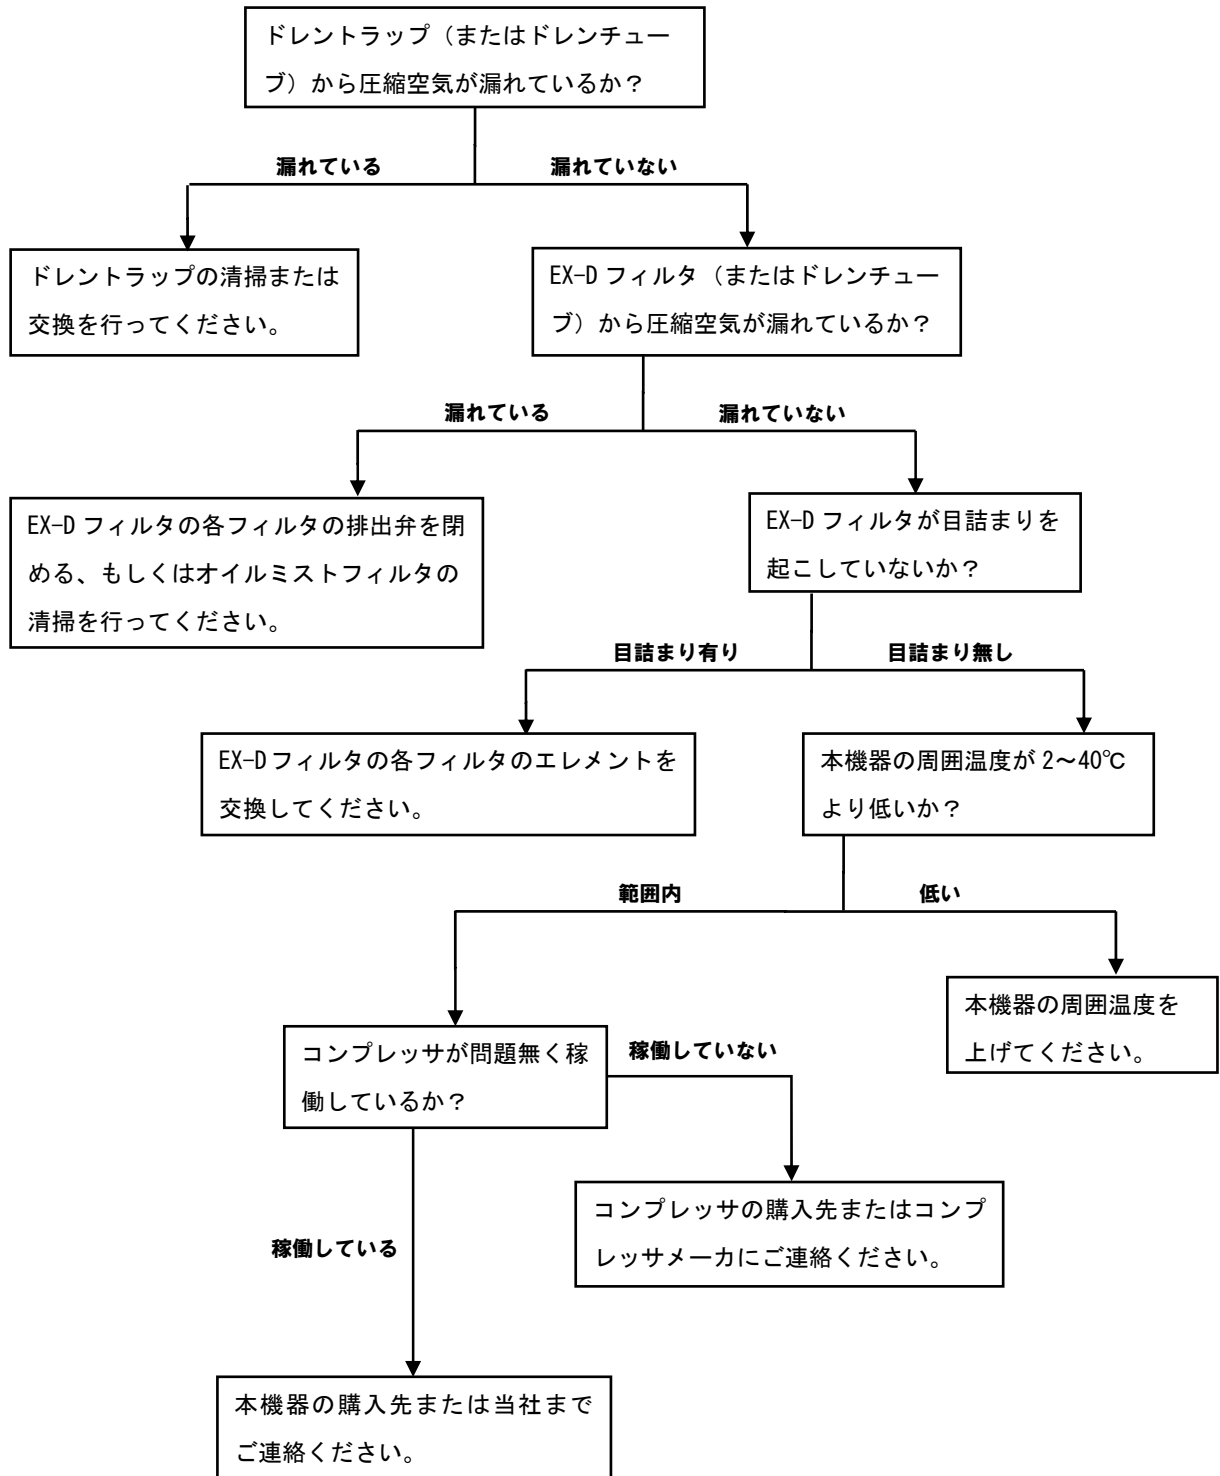 ドレントラップ（またはドレンチュー
ブ）から圧縮空気が漏れているか？
漏れている
漏れていない
ドレントラップの清掃または
交換を行ってください。
EX-D フィルタ（またはドレンチュー
ブ）から圧縮空気が漏れているか？
漏れている
漏れていない
EX-D フィルタの各フィルタの排出弁を閉
める、もしくはオイルミストフィルタの
清掃を行ってください。
EX-D フィルタが目詰まりを
起こしていないか？
目詰まり有り
目詰まり無し
EX-Dフィルタの各フィルタのエレメントを
交換してください。
本機器の周囲温度が 2～40℃
より低いか？
範囲内
低い
本機器の周囲温度を
上げてください。
コンプレッサが問題無く稼
働しているか？
稼働していない
コンプレッサの購入先またはコンプ
レッサメーカにご連絡ください。
稼働している
本機器の購入先または当社まで
ご連絡ください。